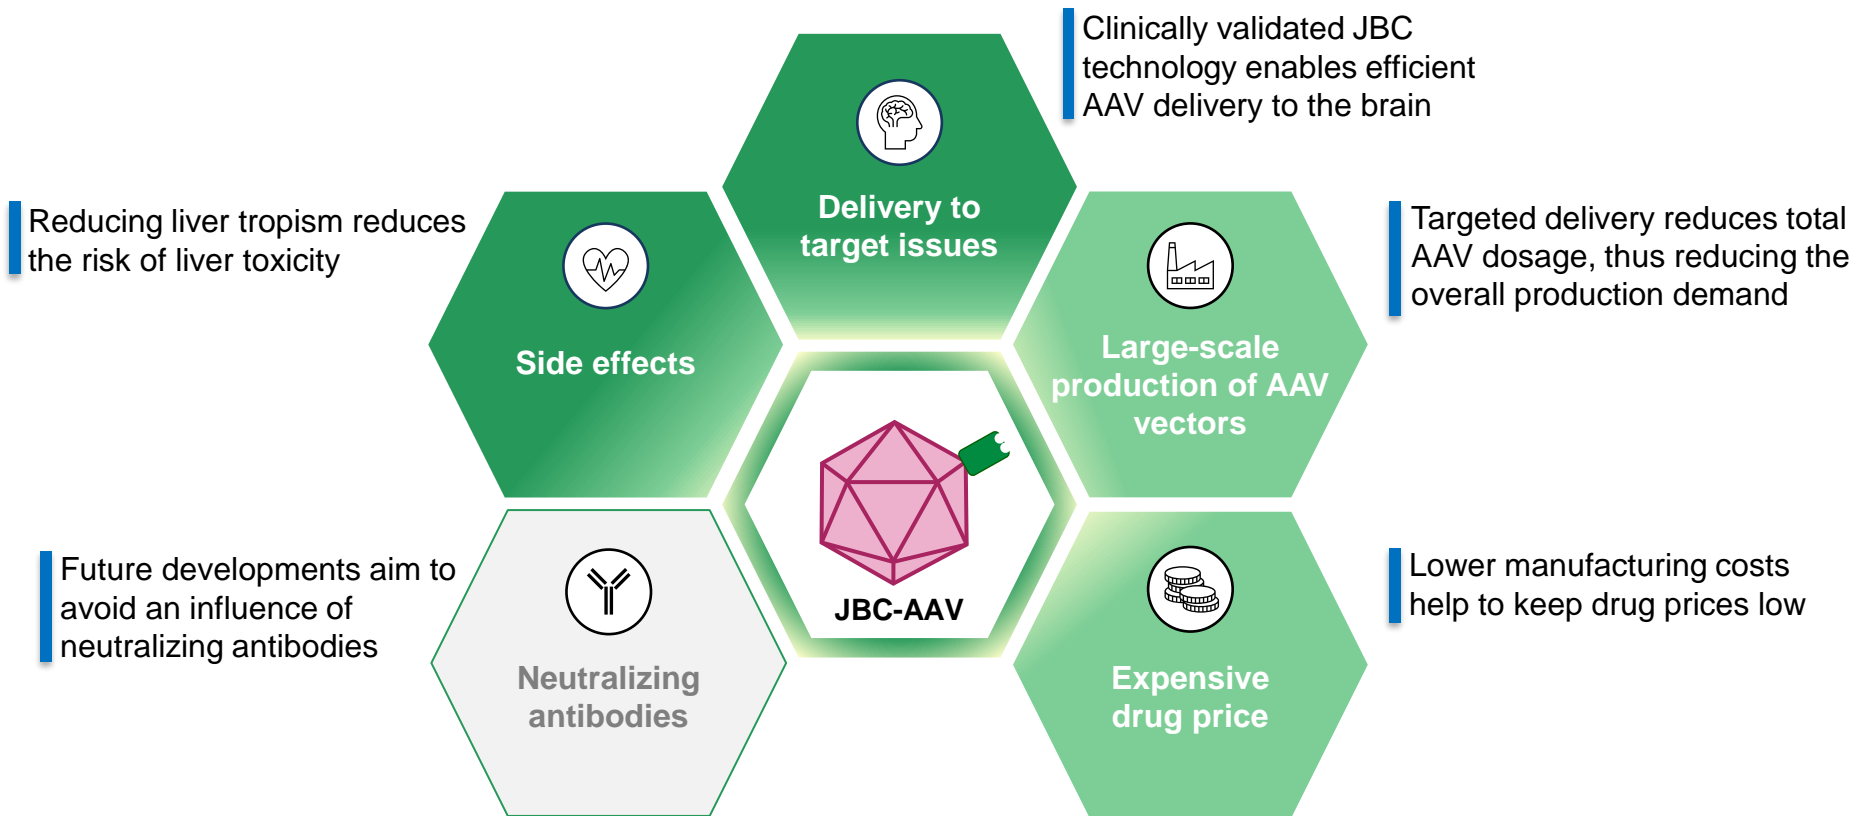 Clinically validated JBC
technology enables efficient
AAV delivery to the brain
Delivery to
target issues
Reducing liver tropism reduces
the risk of liver toxicity
Side effects
Targeted delivery reduces total
AAV dosage, thus reducing the
overall production demand
Large-scale
production of AAV
vectors
JBC-AAV
Future developments aim to
avoid an influence of
neutralizing antibodies
Neutralizing
antibodies
Lower manufacturing costs
help to keep drug prices low
Expensive
drug price